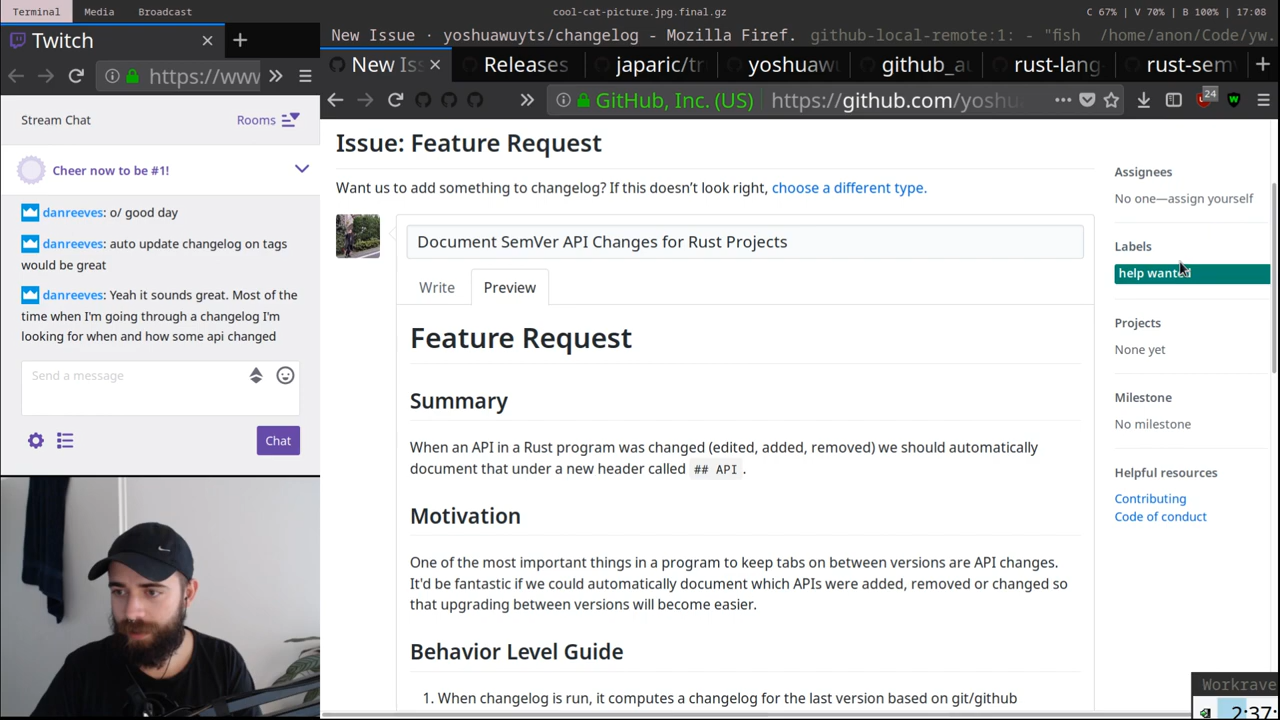 Terminal Media Broadcast cool-cat-picture.jpg.final.gz C 67% | V 70% | B 100% | 17:08
Twitch
https://www
Stream Chat Rooms
Cheer now to be #1!
danreeves: o/ good day
danreeves: auto update changelog on tags
would be great
danreeves: Yeah it sounds great. Most of the
time when I'm going through a changelog I'm
looking for when and how some api changed
Send a message
Chat
New Issue · yoshuawuyts/changelog - Mozilla Firef. github-local-remote:1: - "fish /home/anon/Code/yw.
New Iss Releases japaric/tr yoshuaw github_au rust-lang rust-sem
GitHub, Inc. (US) https://github.com/yoshu 24
Issue: Feature Request
Want us to add something to changelog? If this doesn’t look right, choose a different type.
Document SemVer API Changes for Rust Projects
Write Preview
Feature Request
Summary
When an API in a Rust program was changed (edited, added, removed) we should automatically
document that under a new header called ## API .
Motivation
One of the most important things in a program to keep tabs on between versions are API changes.
It'd be fantastic if we could automatically document which APIs were added, removed or changed so
that upgrading between versions will become easier.
Behavior Level Guide
1. When changelog is run, it computes a changelog for the last version based on git/github
Assignees
No one—assign yourself
Labels
help wanted
Projects
None yet
Milestone
No milestone
Helpful resources
Contributing
Code of conduct
Workrave
2:37: